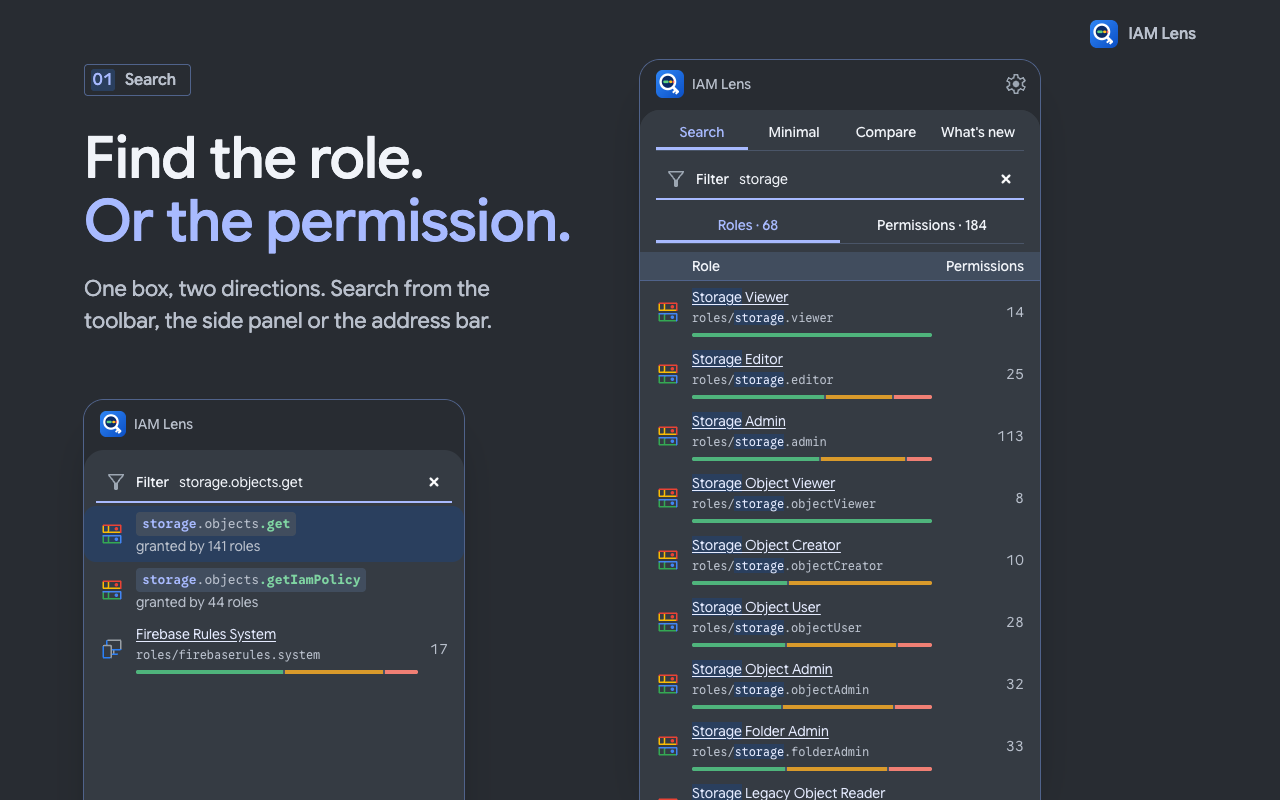 IAM Lens
01 Search
Find the role.
Or the permission.
One box, two directions. Search from the
toolbar, the side panel or the address bar.
IAM Lens
Filter storage.objects.get
storage.objects.get
granted by 141 roles
storage.objects.getIamPolicy
granted by 44 roles
Firebase Rules System
roles/firebaserules.system
17
IAM Lens
Search Minimal Compare What's new
Filter storage
Roles · 68 Permissions · 184
Role Permissions
Storage Viewer
roles/storage.viewer
14
Storage Editor
roles/storage.editor
25
Storage Admin
roles/storage.admin
113
Storage Object Viewer
roles/storage.objectViewer
8
Storage Object Creator
roles/storage.objectCreator
10
Storage Object User
roles/storage.objectUser
28
Storage Object Admin
roles/storage.objectAdmin
32
Storage Folder Admin
roles/storage.folderAdmin
33
Storage Legacy Object Reader